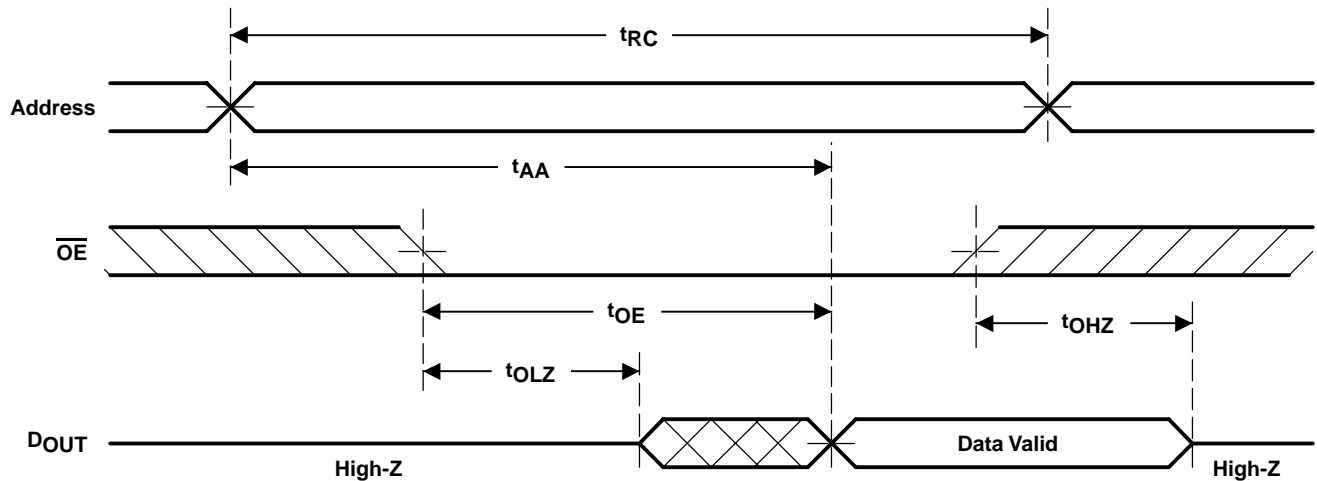 tRC
Address
tAA
OE
tOE
tOHZ
tOLZ
DOUT
Data Valid
High-Z
High-Z